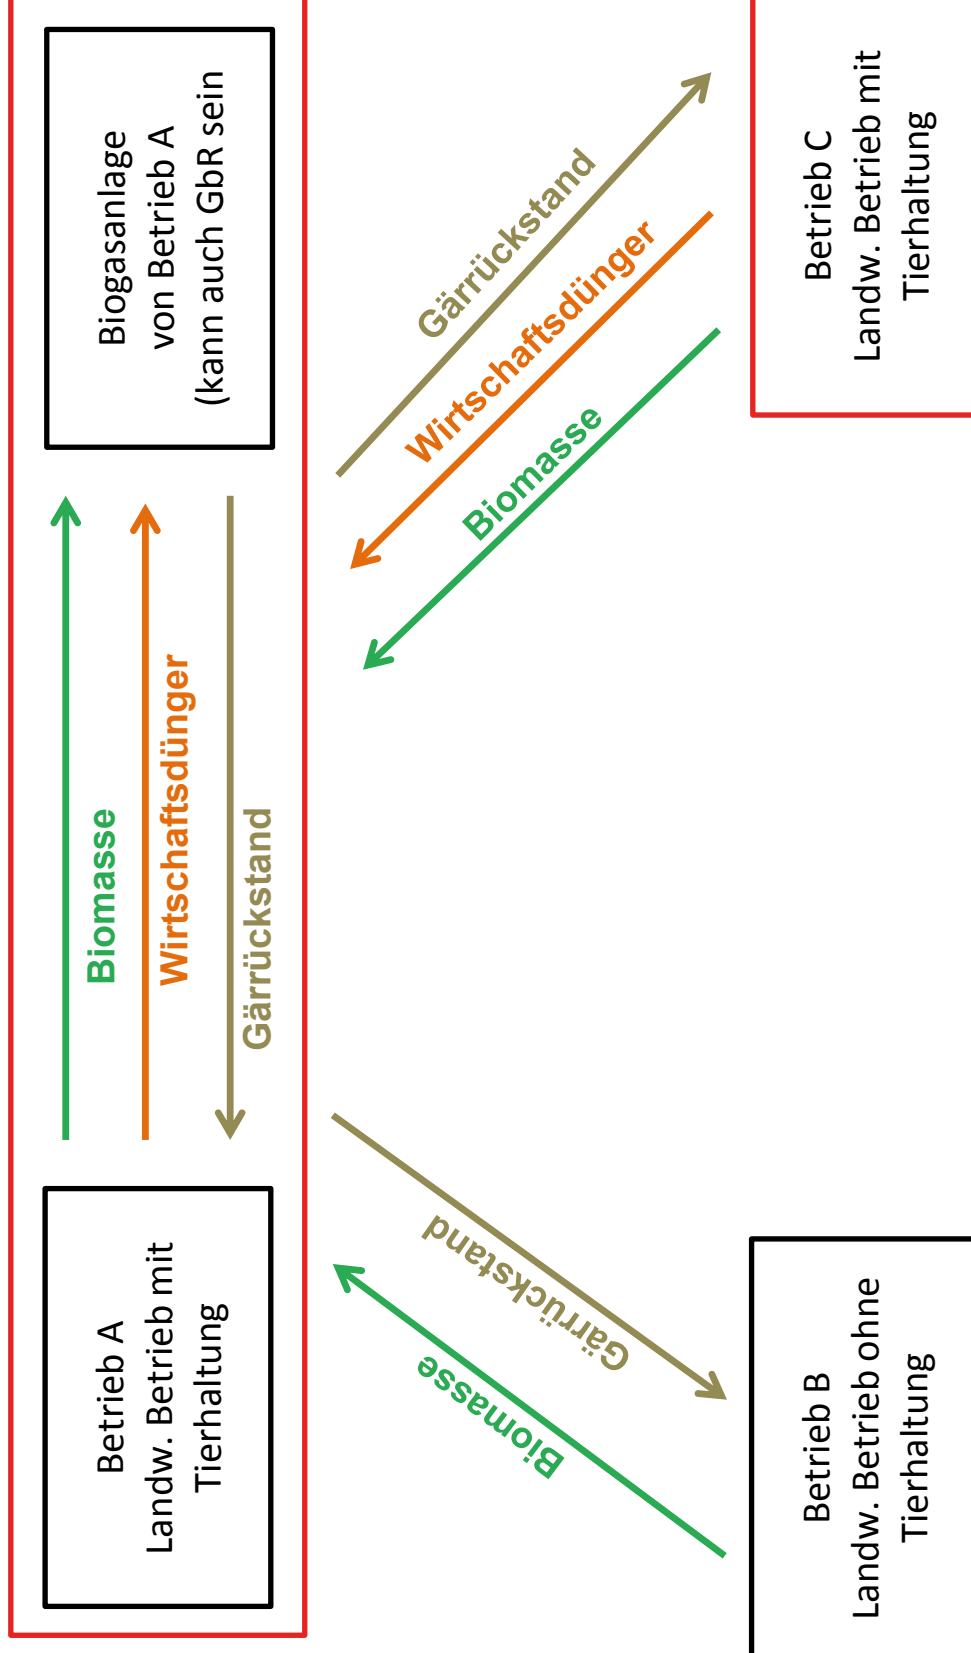 Betrieb A
Landw. Betrieb mit
Tierhaltung
Biomasse
Wirtschaftsdünger
Gärrückstand
Biogasanlage
von Betrieb A
(kann auch GbR sein
Biomasse
Gärrückstand
Gärrückstand
Wirtschaftsdünger
Biomasse
Betrieb B
Landw. Betrieb ohne
Tierhaltung
Betrieb C
Landw. Betrieb mit
Tierhaltung